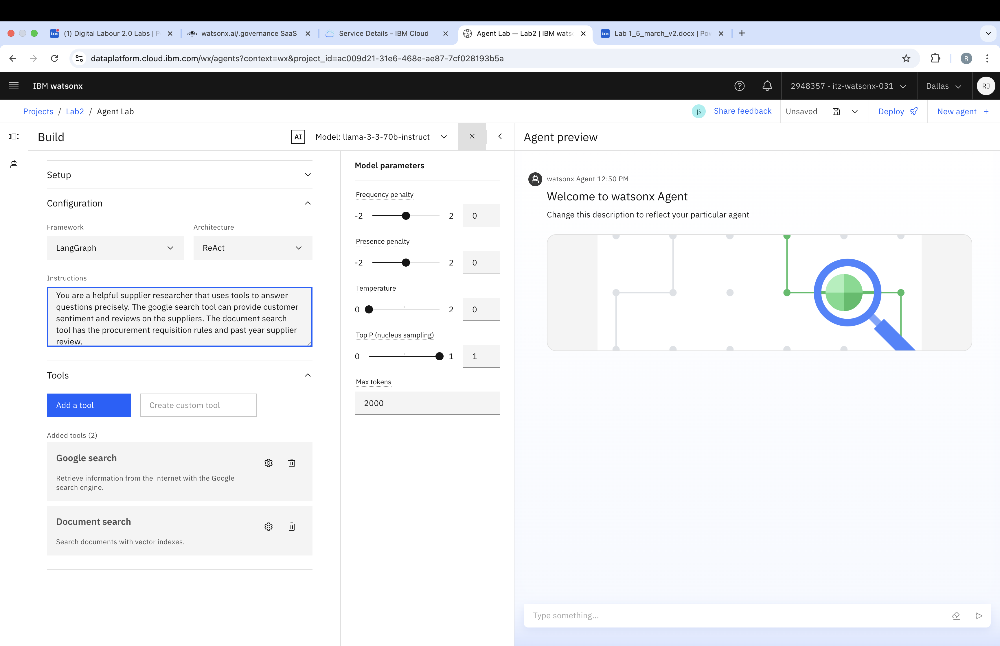 (1) Digital Labour 2.0 Labs | P
watsonx.ai/.governance SaaS
Service Details - IBM Cloud
Agent Lab — Lab2 | IBM wats
Lab 1_5_march_v2.docx | Pow
dataplatform.cloud.ibm.com/wx/agents?context=wx&project_id=ac009d21-31e6-468e-ae87-7cf028193b5a
R
IBM watsonx
2948357 - itz-watsonx-031
Dallas
RJ
Projects / Lab2 / Agent Lab
β
Share feedback
Unsaved
Deploy
New agent +
Build
AI
Model: llama-3-3-70b-instruct
Setup
Configuration
Framework
Architecture
LangGraph
ReAct
Instructions
You are a helpful supplier researcher that uses tools to answer
questions precisely. The google search tool can provide customer
sentiment and reviews on the suppliers. The document search
tool has the procurement requisition rules and past year supplier
review.
Tools
Add a tool
Create custom tool
Added tools (2)
Google search
Retrieve information from the internet with the Google
search engine.
Document search
Search documents with vector indexes.
Model parameters
Frequency penalty
-2 2 0
Presence penalty
-2 2 0
Temperature
0 2 0
Top P (nucleus sampling)
0 1 1
Max tokens
2000
Agent preview
watsonx Agent 12:50 PM
Welcome to watsonx Agent
Change this description to reflect your particular agent
Type something...